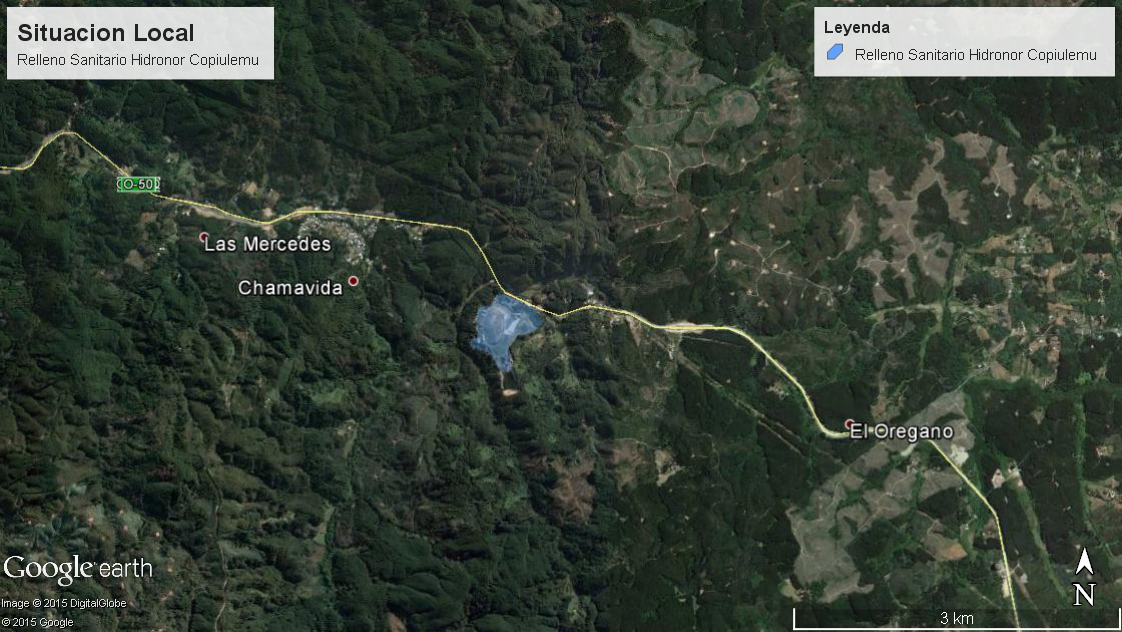 Situacion Local
Relleno Sanitario Hidronor Copiulemu
Leyenda
Relleno Sanitario Hidronor Copiulemu
O-50
Las Mercedes
Chamavida
El Oregano
Google earth
Image © 2015 DigitalGlobe
© 2015 Google
3 km
N